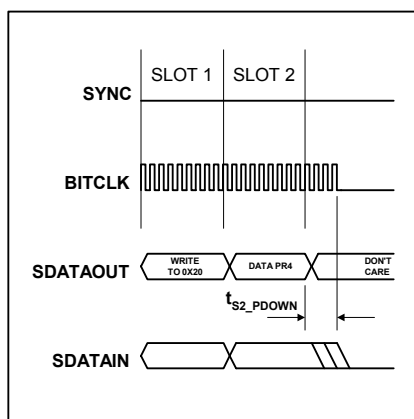 SLOT 1 SLOT 2
SYNC
BITCLK
SDATAOUT
WRITE
TO 0X20
DATA PR4
DON'T
CARE
tS2_PDOWN
SDATAIN